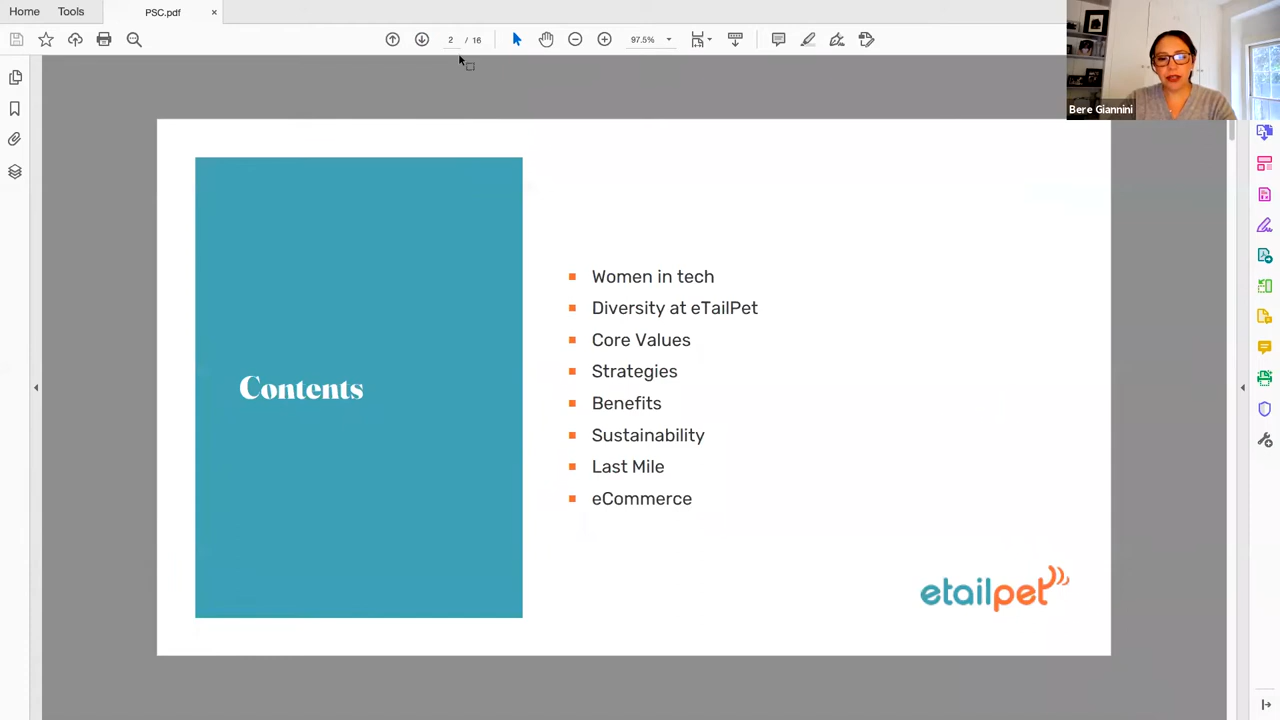 Home
Tools
PSC.pdf
2 / 16
97.5%
Bere Giannini
Contents
Women in tech
Diversity at eTailPet
Core Values
Strategies
Benefits
Sustainability
Last Mile
eCommerce
etailpet